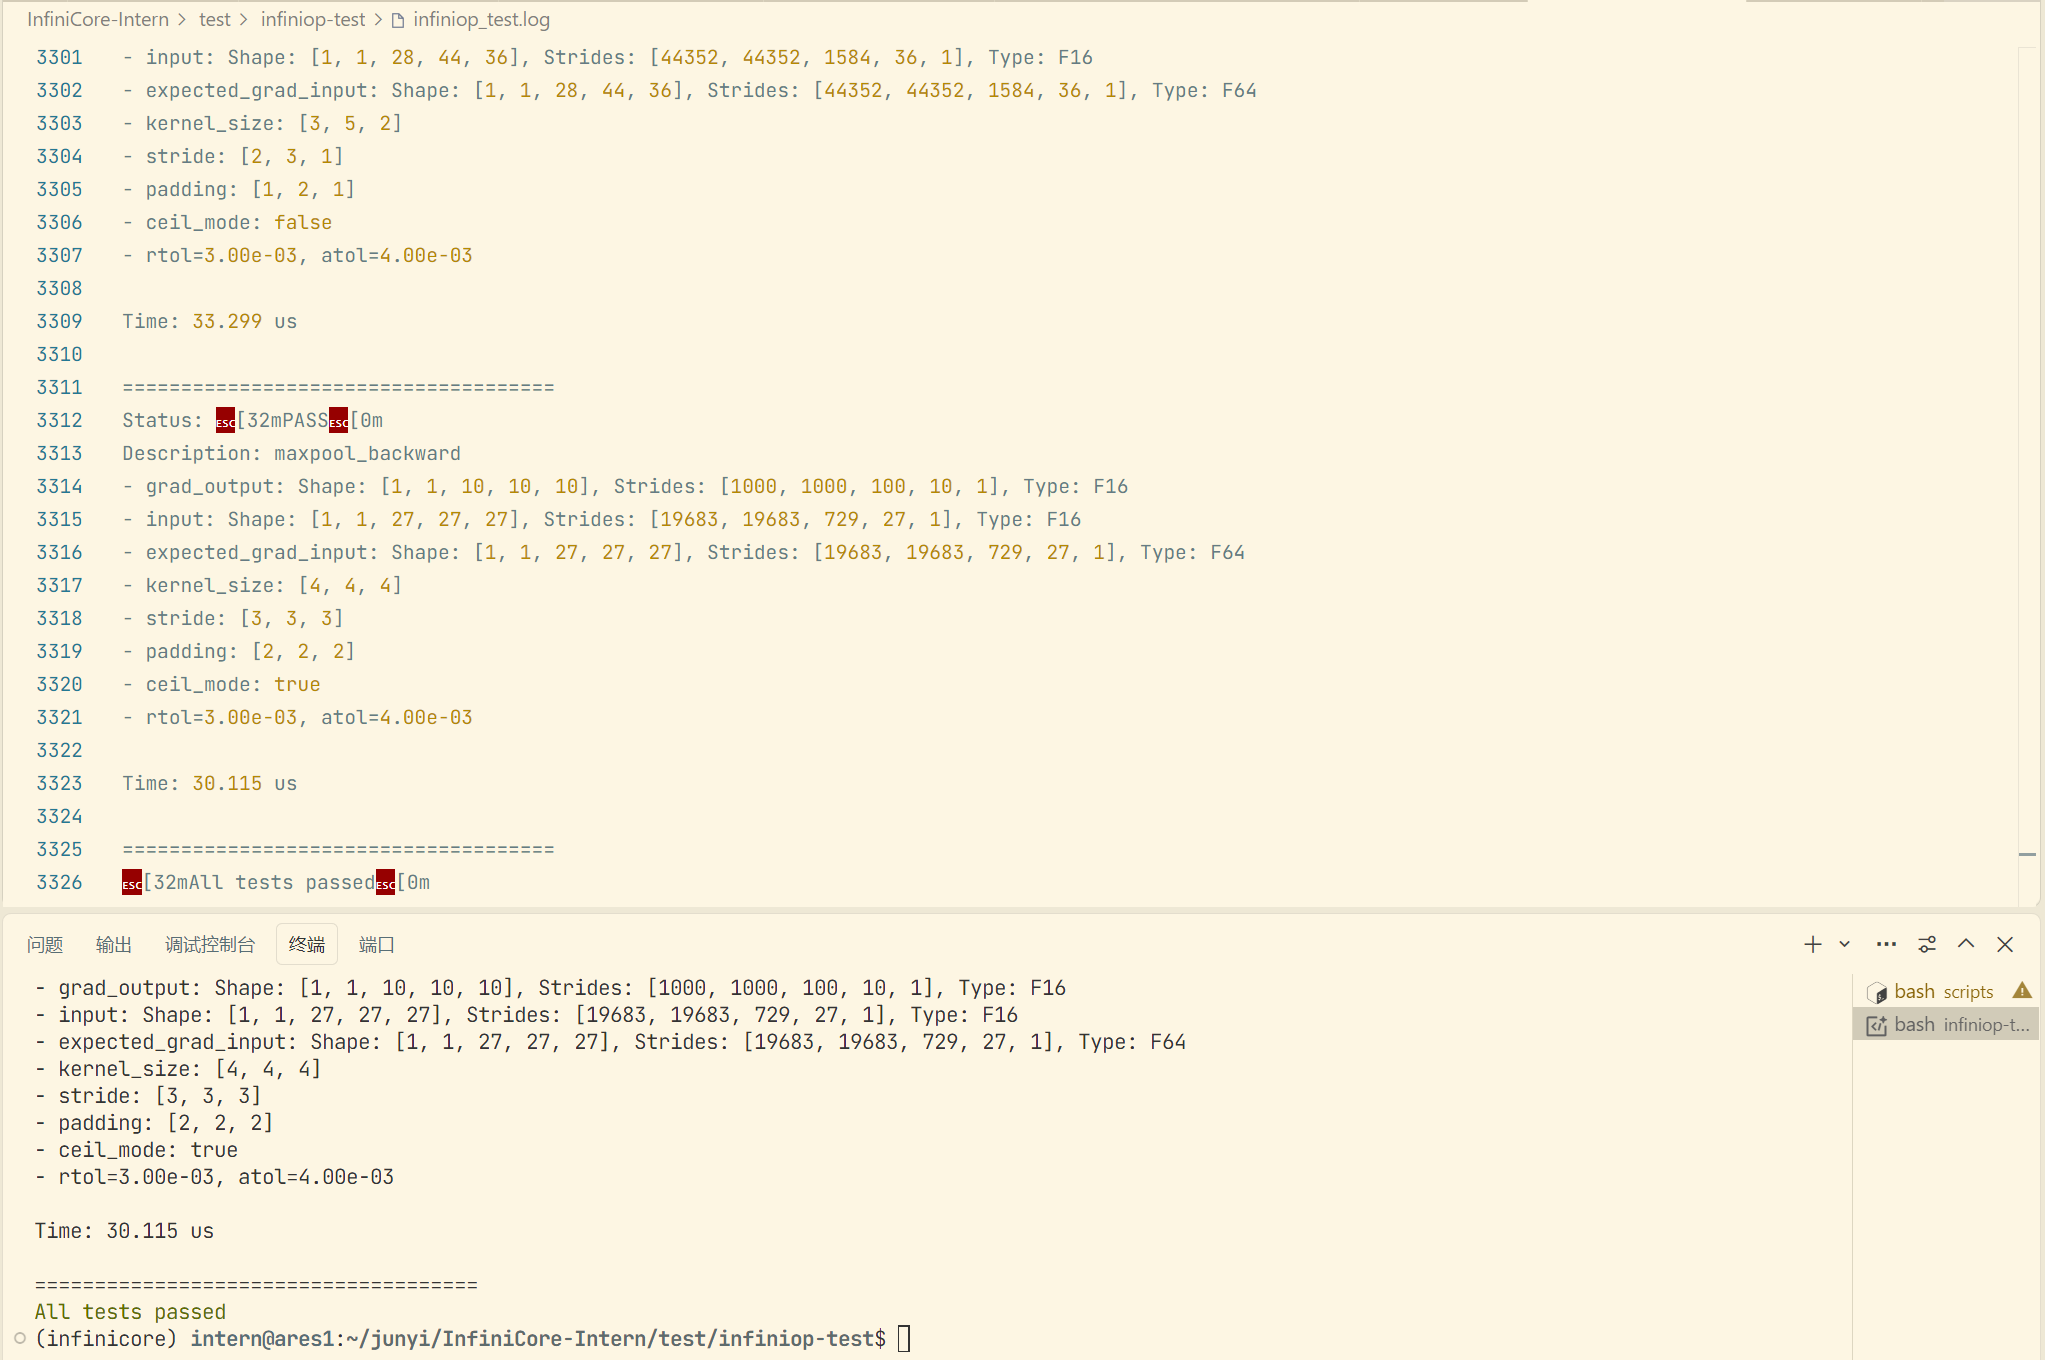 InfiniCore-Intern > test > infiniop-test > infiniop_test.log
3301 - input: Shape: [1, 1, 28, 44, 36], Strides: [44352, 44352, 1584, 36, 1], Type: F16
3302 - expected_grad_input: Shape: [1, 1, 28, 44, 36], Strides: [44352, 44352, 1584, 36, 1], Type: F64
3303 - kernel_size: [3, 5, 2]
3304 - stride: [2, 3, 1]
3305 - padding: [1, 2, 1]
3306 - ceil_mode: false
3307 - rtol=3.00e-03, atol=4.00e-03
3308
3309 Time: 33.299 us
3310
3311 =====================================
3312 Status: ESC[32mPASSESC[0m
3313 Description: maxpool_backward
3314 - grad_output: Shape: [1, 1, 10, 10, 10], Strides: [1000, 1000, 100, 10, 1], Type: F16
3315 - input: Shape: [1, 1, 27, 27, 27], Strides: [19683, 19683, 729, 27, 1], Type: F16
3316 - expected_grad_input: Shape: [1, 1, 27, 27, 27], Strides: [19683, 19683, 729, 27, 1], Type: F64
3317 - kernel_size: [4, 4, 4]
3318 - stride: [3, 3, 3]
3319 - padding: [2, 2, 2]
3320 - ceil_mode: true
3321 - rtol=3.00e-03, atol=4.00e-03
3322
3323 Time: 30.115 us
3324
3325 =====================================
3326 ESC[32mAll tests passedESC[0m
问题 输出 调试控制台 终端 端口
- grad_output: Shape: [1, 1, 10, 10, 10], Strides: [1000, 1000, 100, 10, 1], Type: F16
- input: Shape: [1, 1, 27, 27, 27], Strides: [19683, 19683, 729, 27, 1], Type: F16
- expected_grad_input: Shape: [1, 1, 27, 27, 27], Strides: [19683, 19683, 729, 27, 1], Type: F64
- kernel_size: [4, 4, 4]
- stride: [3, 3, 3]
- padding: [2, 2, 2]
- ceil_mode: true
- rtol=3.00e-03, atol=4.00e-03
Time: 30.115 us
=====================================
All tests passed
(infinicore) intern@ares1:~/junyi/InfiniCore-Intern/test/infiniop-test$
bash scripts
bash infiniop-t...